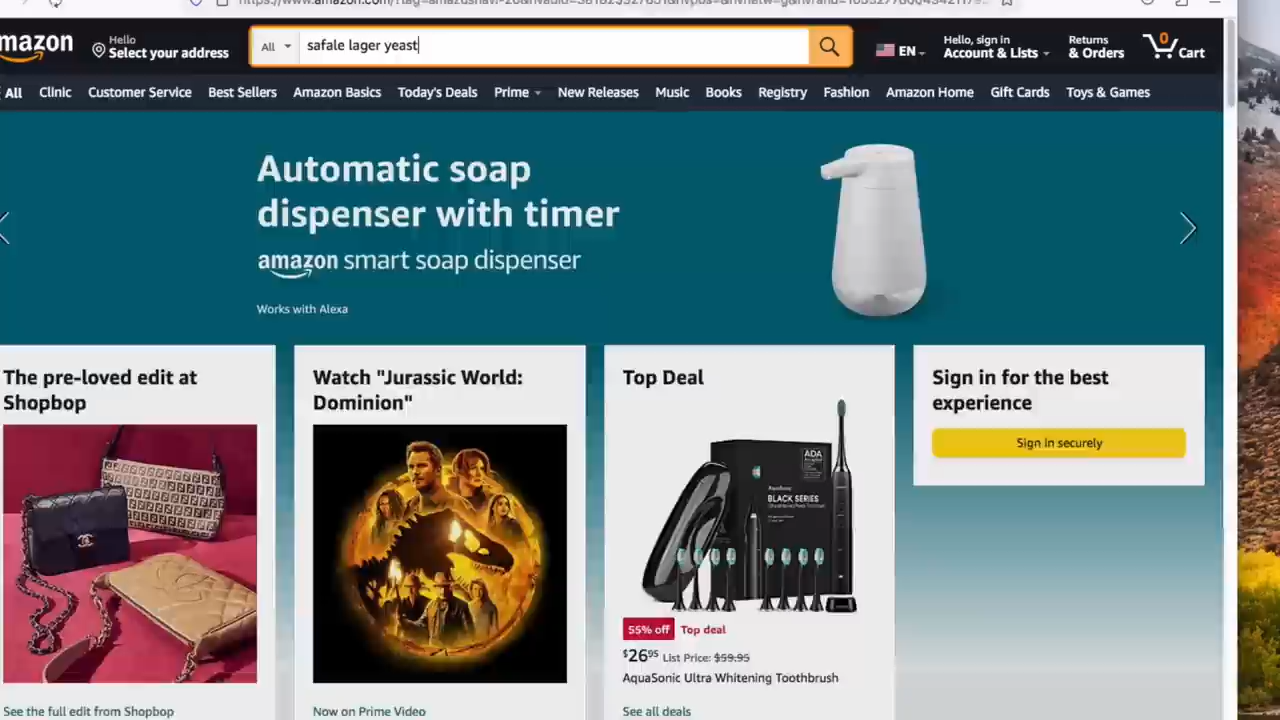 Hello
Select your address
All
safale lager yeast
EN
Hello, sign in
Account & Lists
Returns
& Orders
0
Cart
All
Clinic
Customer Service
Best Sellers
Amazon Basics
Today's Deals
Prime
New Releases
Music
Books
Registry
Fashion
Amazon Home
Gift Cards
Toys & Games
Automatic soap
dispenser with timer
amazon smart soap dispenser
Works with Alexa
The pre-loved edit at
Shopbop
See the full edit from Shopbop
Watch "Jurassic World:
Dominion"
Now on Prime Video
Top Deal
ADA
BLACK SERIES
55% off Top deal
$26⁹⁵ List Price: $59.95
AquaSonic Ultra Whitening Toothbrush
See all deals
Sign in for the best
experience
Sign in securely